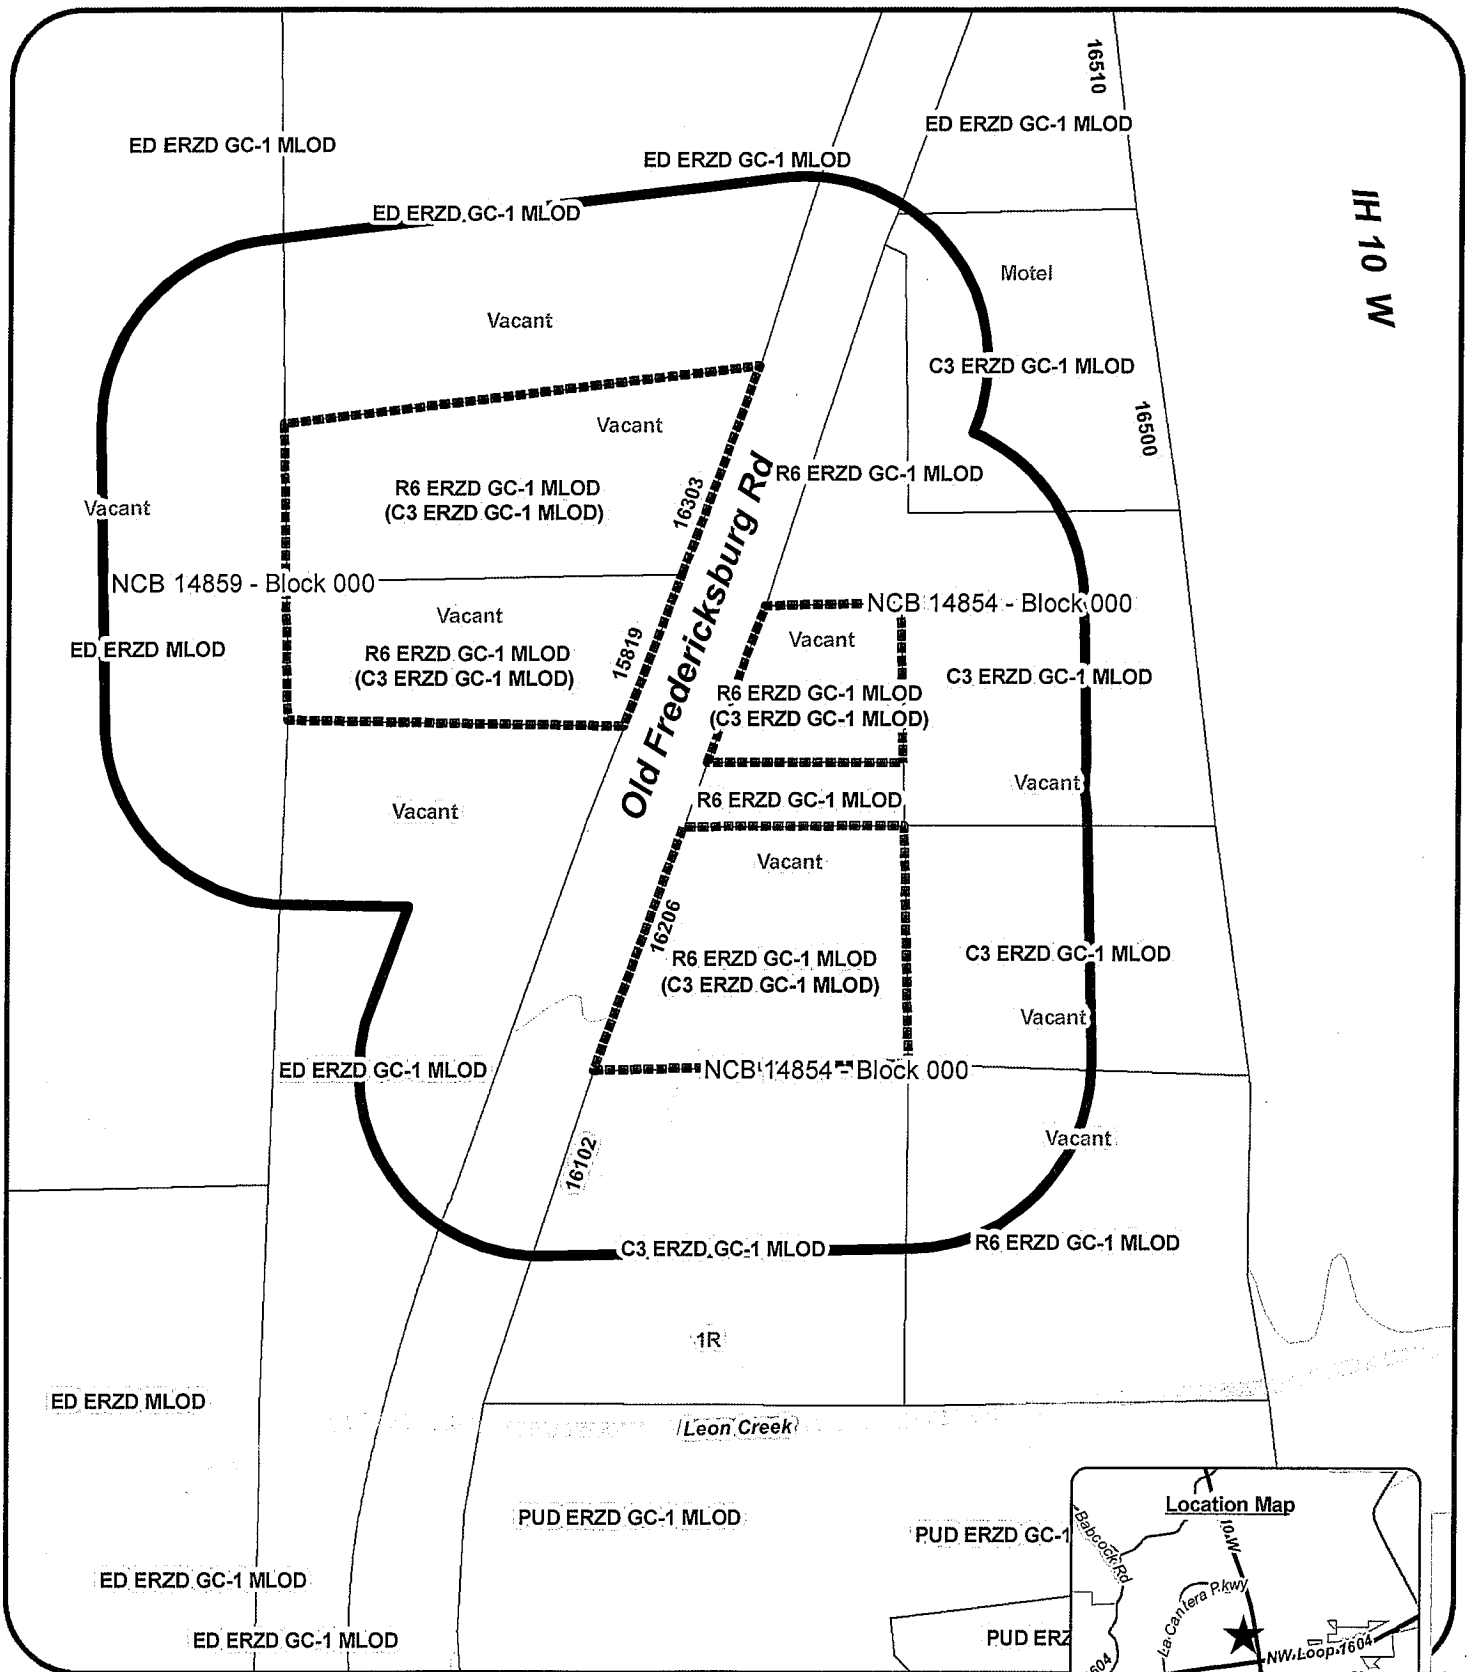 16510
ED ERZD GC-1 MLOD
ED ERZD GC-1 MLOD
ED ERZD GC-1 MLOD
ED ERZD GC-1 MLOD
IH 10 W
Motel
Vacant
C3 ERZD GC-1 MLOD
16500
Vacant
R6 ERZD GC-1 MLOD
R6 ERZD GC-1 MLOD
(C3 ERZD GC-1 MLOD)
16303
Vacant
Old Fredericksburg Rd
NCB 14859 - Block 000
NCB 14854 - Block 000
Vacant
Vacant
ED ERZD MLOD
R6 ERZD GC-1 MLOD
(C3 ERZD GC-1 MLOD)
15819
R6 ERZD GC-1 MLOD
(C3 ERZD GC-1 MLOD)
C3 ERZD GC-1 MLOD
Vacant
R6 ERZD GC-1 MLOD
Vacant
Vacant
16206
R6 ERZD GC-1 MLOD
(C3 ERZD GC-1 MLOD)
C3 ERZD GC-1 MLOD
Vacant
ED ERZD GC-1 MLOD
NCB 14854 - Block 000
Vacant
16102
C3 ERZD GC-1 MLOD
R6 ERZD GC-1 MLOD
1R
ED ERZD MLOD
Leon Creek
PUD ERZD GC-1 MLOD
PUD ERZD GC-1
ED ERZD GC-1 MLOD
ED ERZD GC-1 MLOD
PUD ERZ
Location Map
Babcock Rd
10 W
La Cantera Pkwy
NW Loop 1604
604